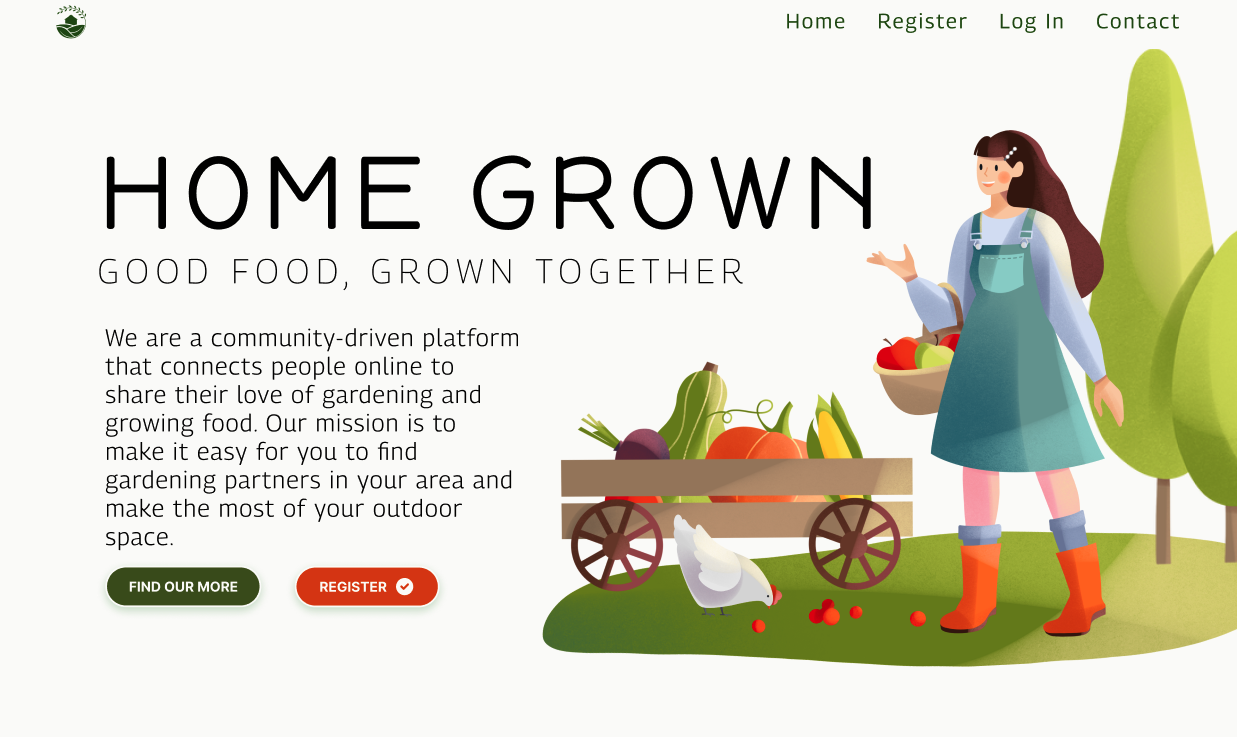 Home Register Log In Contact
HOME GROWN
GOOD FOOD, GROWN TOGETHER
We are a community-driven platform
that connects people online to
share their love of gardening and
growing food. Our mission is to
make it easy for you to find
gardening partners in your area and
make the most of your outdoor
space.
FIND OUR MORE REGISTER